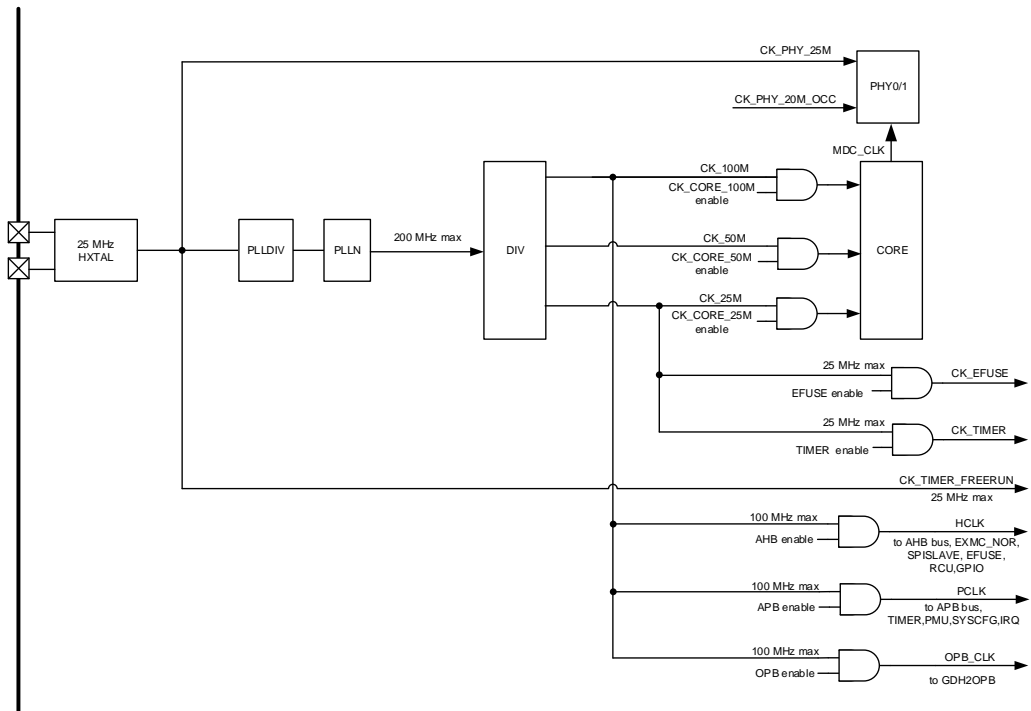 CK_PHY_25M
PHY0/1
CK_PHY_20M_OCC
MDC_CLK
CK_100M
CK_CORE_100M
enable
25 MHz
HXTAL
PLLDIV
PLLN
200 MHz max
DIV
CK_50M
CK_CORE_50M
enable
CORE
CK_25M
CK_CORE_25M
enable
25 MHz max
CK_EFUSE
EFUSE enable
25 MHz max
CK_TIMER
TIMER enable
CK_TIMER_FREERUN
25 MHz max
100 MHz max
HCLK
AHB enable
to AHB bus, EXMC_NOR,
SPISLAVE, EFUSE,
RCU,GPIO
100 MHz max
PCLK
APB enable
to APB bus,
TIMER,PMU,SYSCFG,IRQ
100 MHz max
OPB_CLK
OPB enable
to GDH2OPB